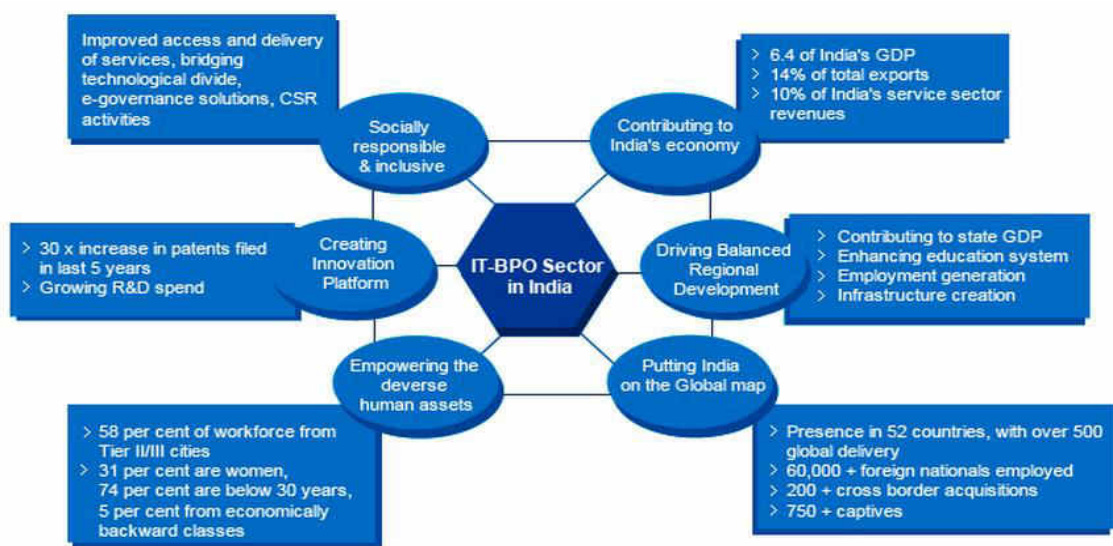 Improved access and delivery
of services, bridging
technological divide,
e-governance solutions, CSR
activities
Socially
responsible
& inclusive
Contributing to
India's economy
> 6.4 of India's GDP
> 14% of total exports
> 10% of India's service sector
revenues
> 30 x increase in patents filed
in last 5 years
> Growing R&D spend
Creating
Innovation
Platform
IT-BPO Sector
in India
Driving Balanced
Regional
Development
> Contributing to state GDP
> Enhancing education system
> Employment generation
> Infrastructure creation
Empowering the
deverse
human assets
Putting India
on the Global map
> 58 per cent of workforce from
Tier II/III cities
> 31 per cent are women,
74 per cent are below 30 years,
5 per cent from economically
backward classes
> Presence in 52 countries, with over 500
global delivery
> 60,000 + foreign nationals employed
> 200 + cross border acquisitions
> 750 + captives